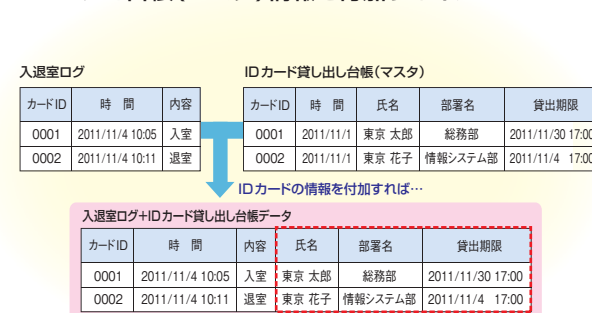 入退室ログ
IDカード貸し出し台帳（マスタ）
カードID 時　間 内容
0001 2011/11/4 10:05 入室
0002 2011/11/4 10:11 退室
カードID 時　間 氏名 部署名 貸出期限
0001 2011/11/1 東京 太郎 総務部 2011/11/30 17:00
0002 2011/11/1 東京 花子 情報システム部 2011/11/4 17:00
IDカードの情報を付加すれば…
入退室ログ+IDカード貸し出し台帳データ
カードID 時　間 内容 氏名 部署名 貸出期限
0001 2011/11/4 10:05 入室 東京 太郎 総務部 2011/11/30 17:00
0002 2011/11/4 10:11 退室 東京 花子 情報システム部 2011/11/4 17:00